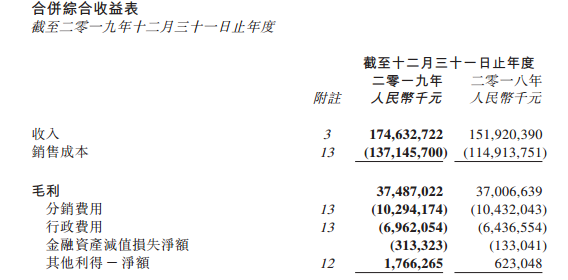 合併綜合收益表
截至二零一九年十二月三十一日止年度
截至十二月三十一日止年度
二零一九年 二零一八年
附註 人民幣千元 人民幣千元
收入 3 174,632,722 151,920,390
銷售成本 13 (137,145,700) (114,913,751)
毛利 37,487,022 37,006,639
分銷費用 13 (10,294,174) (10,432,043)
行政費用 13 (6,962,054) (6,436,554)
金融資產減值損失淨額 (313,323) (133,041)
其他利得－淨額 12 1,766,265 623,048